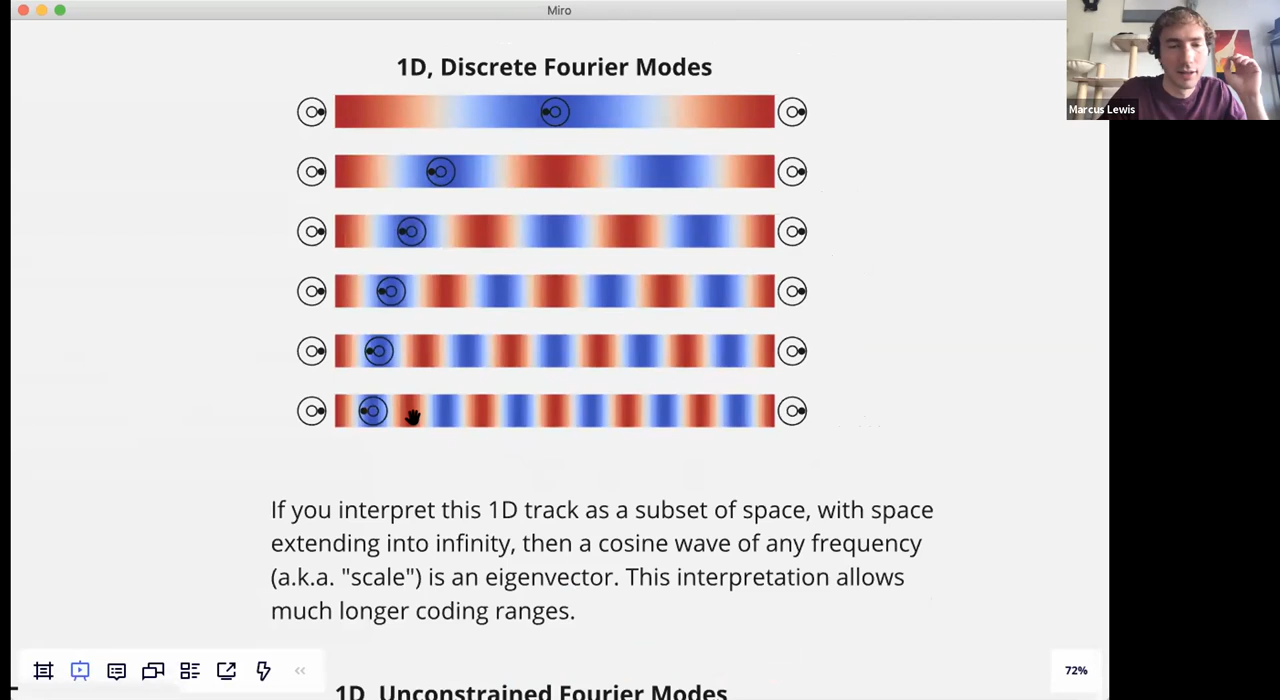 Miro
1D, Discrete Fourier Modes
Marcus Lewis
If you interpret this 1D track as a subset of space, with space
extending into infinity, then a cosine wave of any frequency
(a.k.a. "scale") is an eigenvector. This interpretation allows
much longer coding ranges.
72%
1D, Unconstrained Fourier Modes